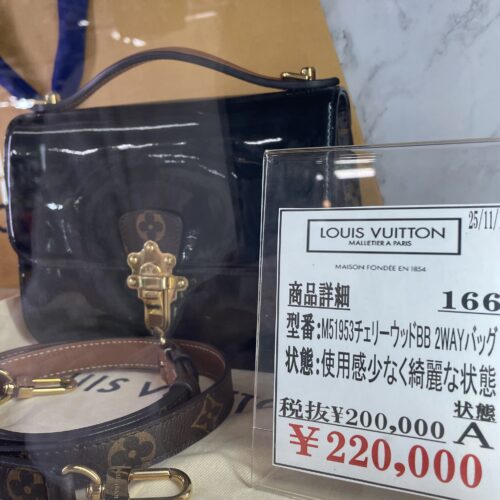 25/11/
LOUIS VUITTON
MALLETIER A PARIS
MAISON FONDÉE EN 1854
商品詳細 166
型番:M51953チェリーウッドBB 2WAYバッグ
状態:使用感少なく綺麗な状態
税抜¥200,000 状態
¥220,000 A
LOUIS VUITTON